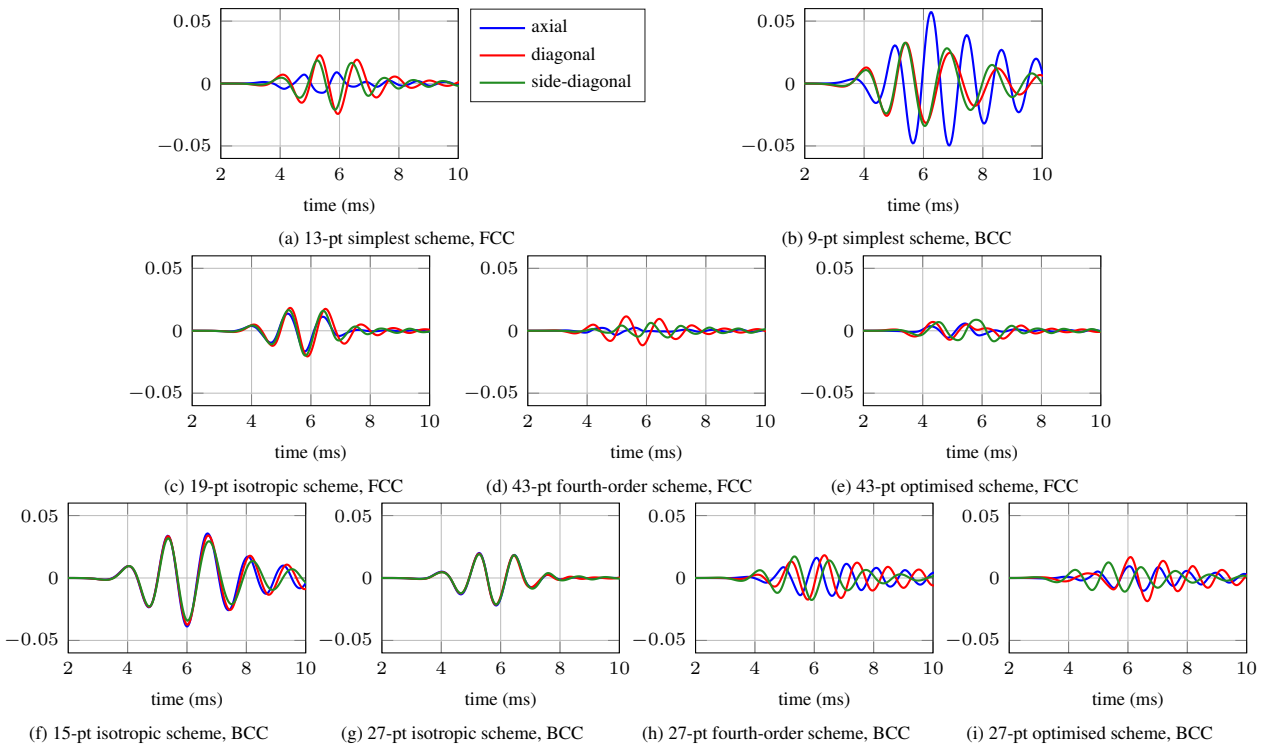 0.05
0
−0.05
2 4 6 8 10
time (ms)
(a) 13-pt simplest scheme, FCC
axial
diagonal
side-diagonal
0.05
0
−0.05
2 4 6 8 10
time (ms)
(b) 9-pt simplest scheme, BCC
0.05
0
−0.05
2 4 6 8 10
time (ms)
(c) 19-pt isotropic scheme, FCC
0.05
0
−0.05
2 4 6 8 10
time (ms)
(d) 43-pt fourth-order scheme, FCC
0.05
0
−0.05
2 4 6 8 10
time (ms)
(e) 43-pt optimised scheme, FCC
0.05
0
−0.05
2 4 6 8 10
time (ms)
(f) 15-pt isotropic scheme, BCC
0.05
0
−0.05
2 4 6 8 10
time (ms)
(g) 27-pt isotropic scheme, BCC
0.05
0
−0.05
2 4 6 8 10
time (ms)
(h) 27-pt fourth-order scheme, BCC
0.05
0
−0.05
2 4 6 8 10
time (ms)
(i) 27-pt optimised scheme, BCC